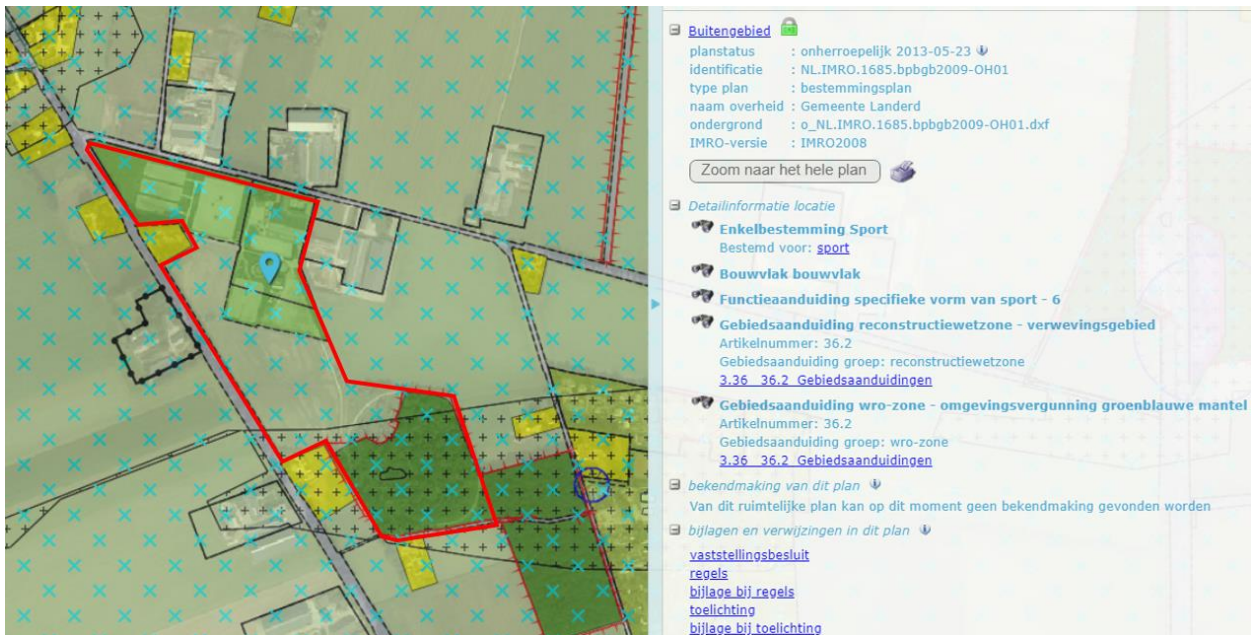 Buitengebied
planstatus : onherroepelijk 2013-05-23
identificatie : NL.IMRO.1685.bpbgb2009-OH01
type plan : bestemmingsplan
naam overheid : Gemeente Landerd
ondergrond : o_NL.IMRO.1685.bpbgb2009-OH01.dxf
IMRO-versie : IMRO2008
Zoom naar het hele plan
Detailinformatie locatie
Enkelbestemming Sport
Bestemd voor: sport
Bouwvlak bouwvlak
Functieaanduiding specifieke vorm van sport - 6
Gebiedsaanduiding reconstructiewetzone - verwevingsgebied
Artikelnummer: 36.2
Gebiedsaanduiding groep: reconstructiewetzone
3.36 36.2 Gebiedsaanduidingen
Gebiedsaanduiding wro-zone - omgevingsvergunning groenblauwe mantel
Artikelnummer: 36.2
Gebiedsaanduiding groep: wro-zone
3.36 36.2 Gebiedsaanduidingen
bekendmaking van dit plan
Van dit ruimtelijke plan kan op dit moment geen bekendmaking gevonden worden
bijlagen en verwijzingen in dit plan
vaststellingsbesluit
regels
bijlage bij regels
toelichting
bijlage bij toelichting